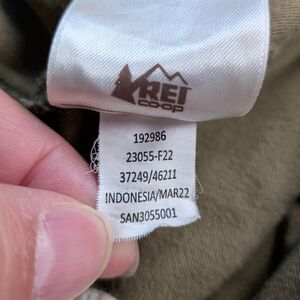 REI
CO·OP
192986
23055-F22
37249/46211
INDONESIA/MAR22
SAN3055001